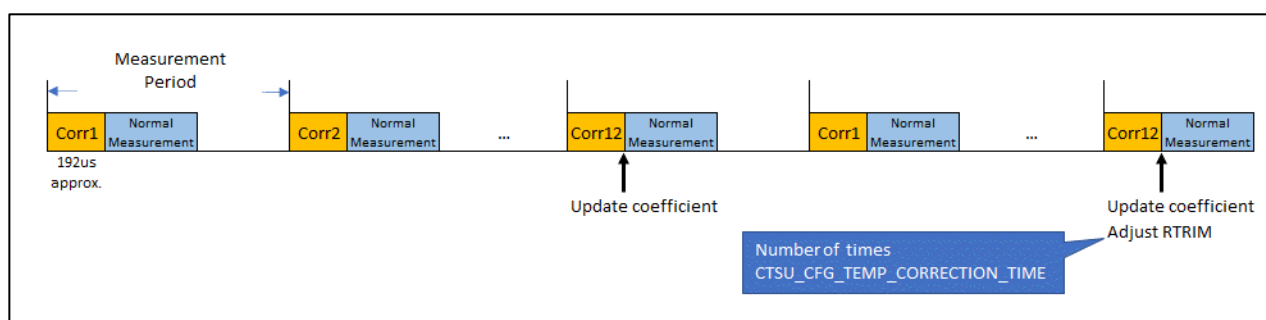 Measurement
Period
Corr1
Normal
Measurement
Corr2
Normal
Measurement
...
Corr12
Normal
Measurement
Corr1
Normal
Measurement
...
Corr12
Normal
Measurement
192us
approx.
Update coefficient
Update coefficient
Adjust RTRIM
Number of times
CTSU_CFG_TEMP_CORRECTION_TIME